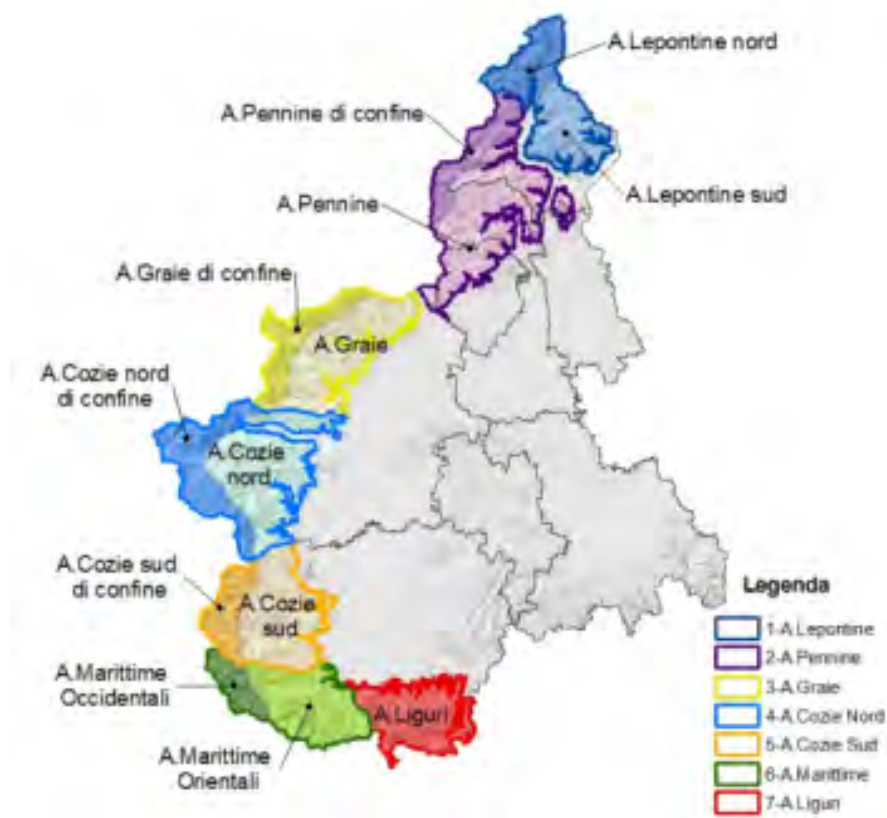 A.Lepontine nord
A.Pennine di confine
A.Lepontine sud
A.Pennine
A.Graie di confine
A.Graie
A.Cozie nord
di confine
A.Cozie
nord
A.Cozie sud
di confine
A.Cozie
sud
A.Marittime
Occidentali
A.Liguri
A.Marittime
Orientali
Legenda
1-A.Lepontine
2-A.Pennine
3-A.Graie
4-A.Cozie Nord
5-A.Cozie Sud
6-A.Marittime
7-A.Liguri